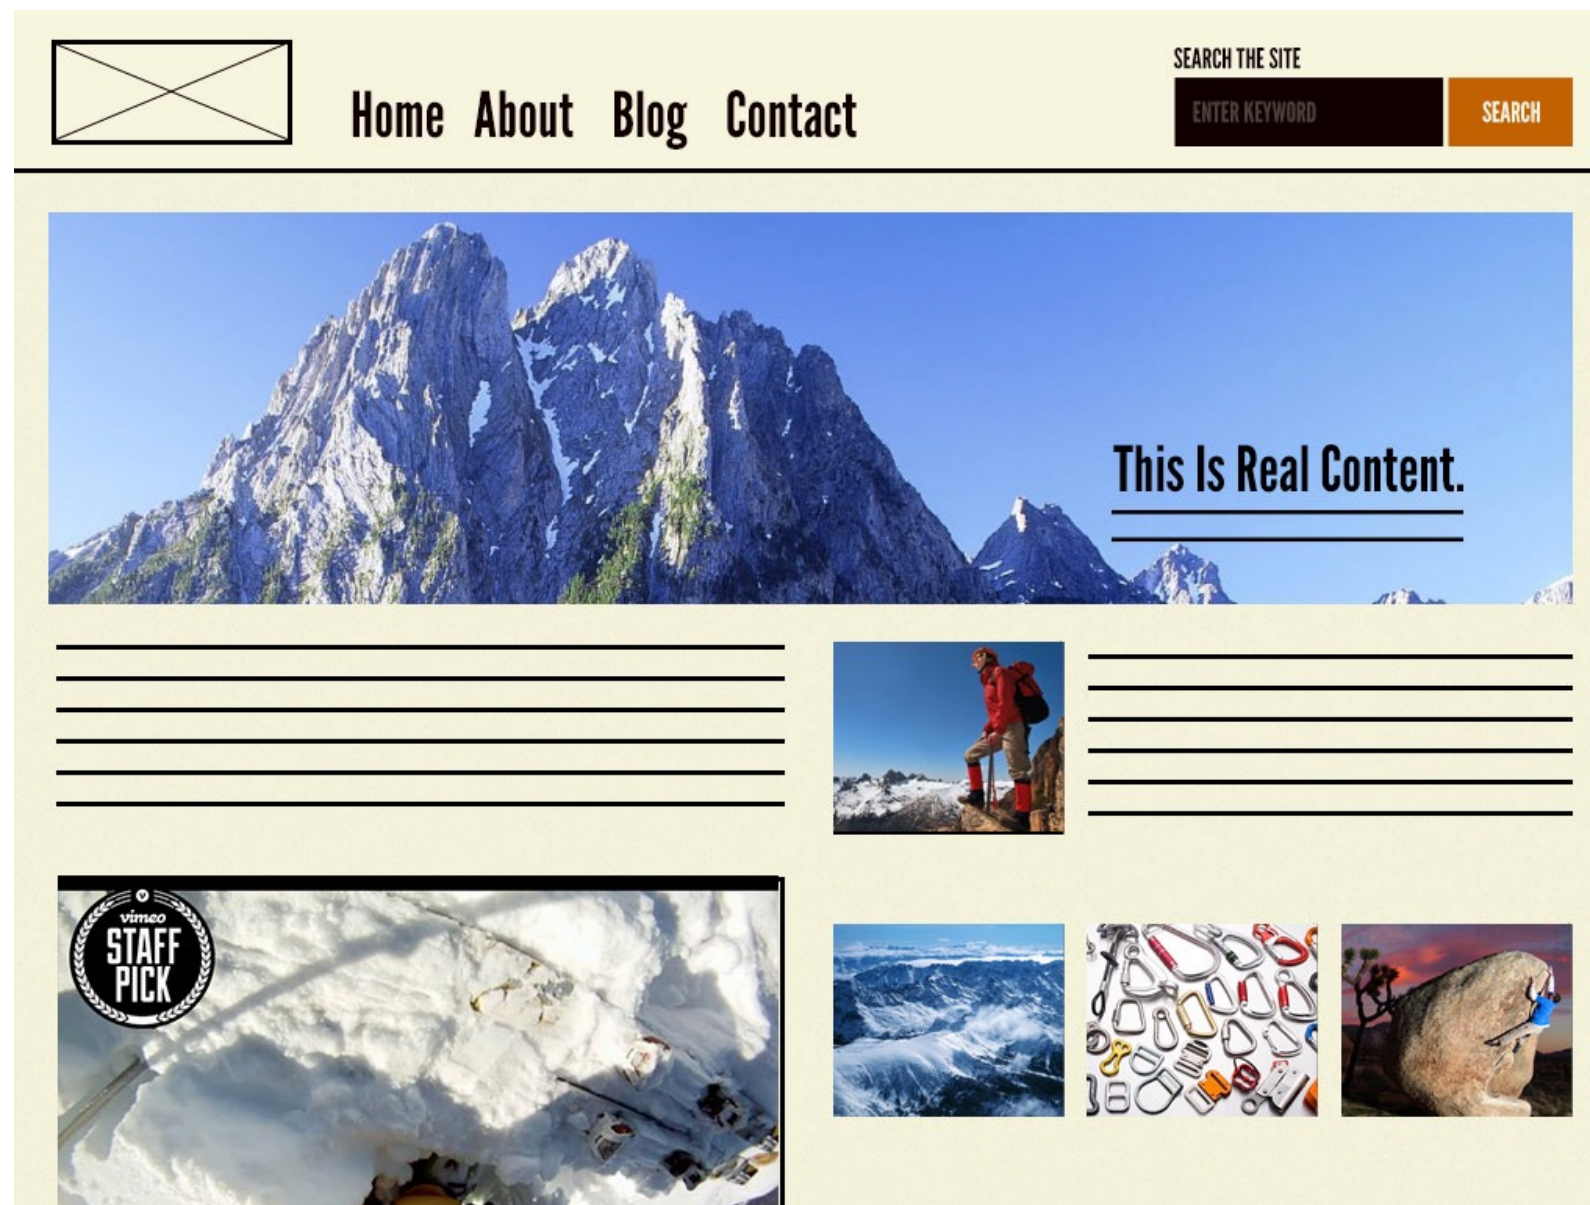 SEARCH THE SITE
Home About Blog Contact
ENTER KEYWORD
SEARCH
This Is Real Content.
vimeo
STAFF
PICK